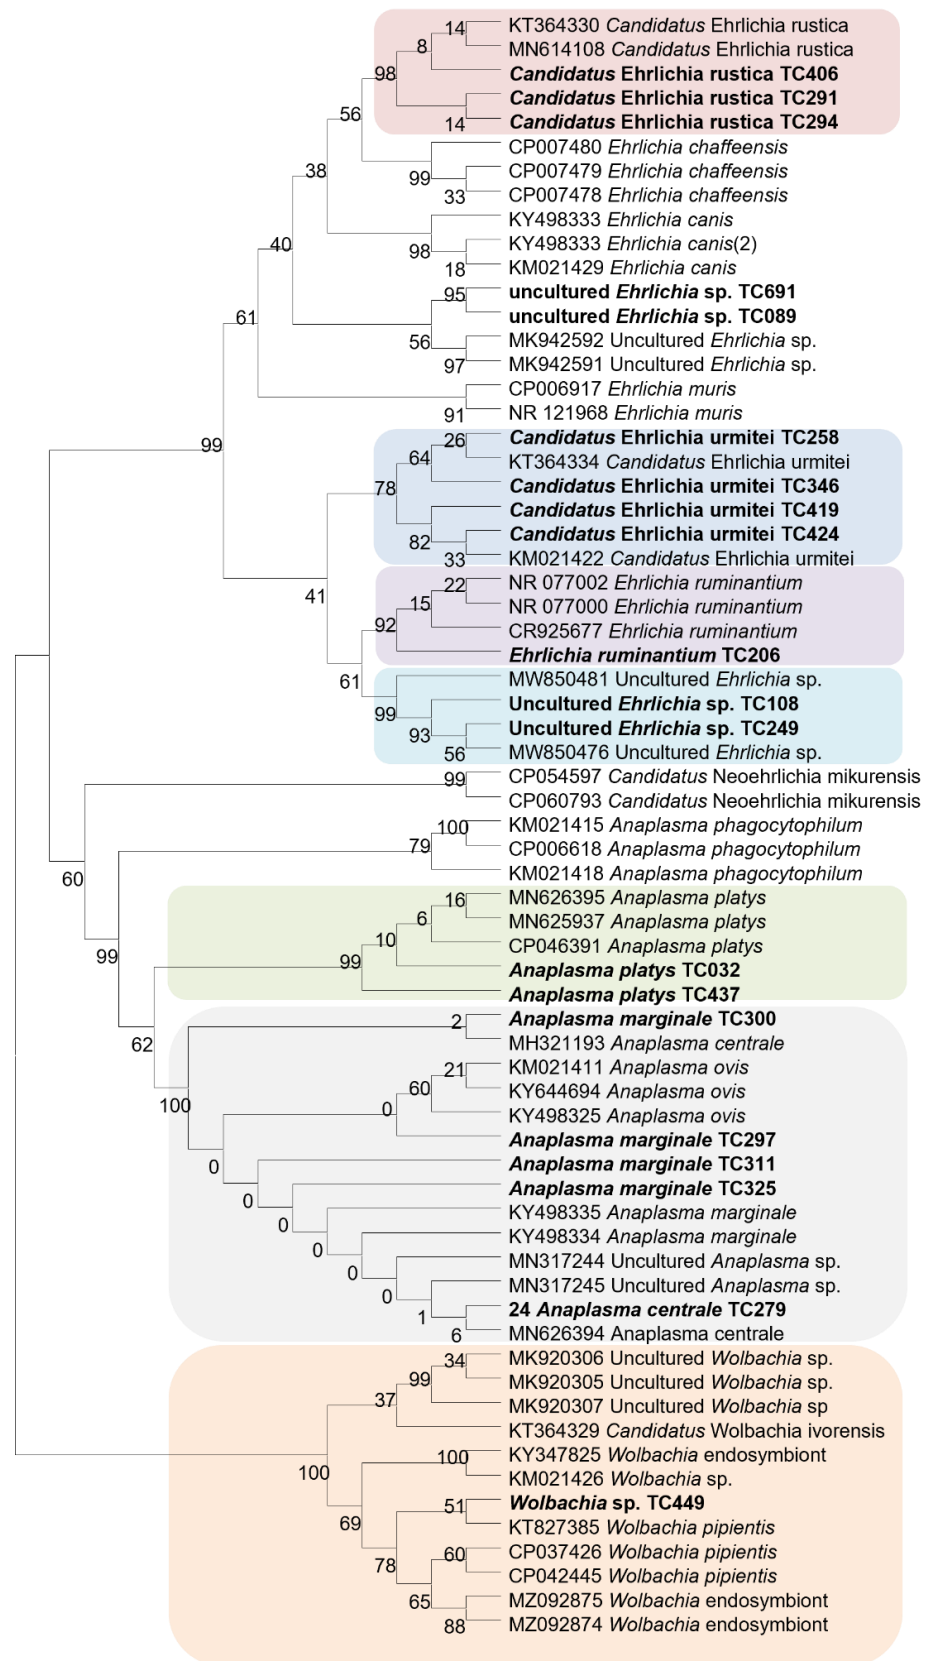 14 KT364330 Candidatus Ehrlichia rustica
8 MN614108 Candidatus Ehrlichia rustica
98 Candidatus Ehrlichia rustica TC406
Candidatus Ehrlichia rustica TC291
56 14 Candidatus Ehrlichia rustica TC294
CP007480 Ehrlichia chaffeensis
38 99 CP007479 Ehrlichia chaffeensis
33 CP007478 Ehrlichia chaffeensis
KY498333 Ehrlichia canis
40 98 KY498333 Ehrlichia canis(2)
18 KM021429 Ehrlichia canis
95 uncultured Ehrlichia sp. TC691
61 uncultured Ehrlichia sp. TC089
56 MK942592 Uncultured Ehrlichia sp.
97 MK942591 Uncultured Ehrlichia sp.
CP006917 Ehrlichia muris
91 NR 121968 Ehrlichia muris
99 26 Candidatus Ehrlichia urmitei TC258
64 KT364334 Candidatus Ehrlichia urmitei
78 Candidatus Ehrlichia urmitei TC346
Candidatus Ehrlichia urmitei TC419
82 Candidatus Ehrlichia urmitei TC424
33 KM021422 Candidatus Ehrlichia urmitei
41 22 NR 077002 Ehrlichia ruminantium
15 NR 077000 Ehrlichia ruminantium
92 CR925677 Ehrlichia ruminantium
Ehrlichia ruminantium TC206
61 MW850481 Uncultured Ehrlichia sp.
99 Uncultured Ehrlichia sp. TC108
93 Uncultured Ehrlichia sp. TC249
56 MW850476 Uncultured Ehrlichia sp.
99 CP054597 Candidatus Neoehrlichia mikurensis
CP060793 Candidatus Neoehrlichia mikurensis
100 KM021415 Anaplasma phagocytophilum
79 CP006618 Anaplasma phagocytophilum
60 KM021418 Anaplasma phagocytophilum
16 MN626395 Anaplasma platys
6 MN625937 Anaplasma platys
10 CP046391 Anaplasma platys
99 99 Anaplasma platys TC032
Anaplasma platys TC437
2 Anaplasma marginale TC300
62 MH321193 Anaplasma centrale
21 KM021411 Anaplasma ovis
60 KY644694 Anaplasma ovis
100 0 KY498325 Anaplasma ovis
Anaplasma marginale TC297
0 Anaplasma marginale TC311
0 Anaplasma marginale TC325
0 KY498335 Anaplasma marginale
0 KY498334 Anaplasma marginale
0 MN317244 Uncultured Anaplasma sp.
0 MN317245 Uncultured Anaplasma sp.
1 24 Anaplasma centrale TC279
6 MN626394 Anaplasma centrale
34 MK920306 Uncultured Wolbachia sp.
99 MK920305 Uncultured Wolbachia sp.
37 MK920307 Uncultured Wolbachia sp
KT364329 Candidatus Wolbachia ivorensis
100 KY347825 Wolbachia endosymbiont
100 KM021426 Wolbachia sp.
51 Wolbachia sp. TC449
69 KT827385 Wolbachia pipientis
60 CP037426 Wolbachia pipientis
78 CP042445 Wolbachia pipientis
65 MZ092875 Wolbachia endosymbiont
88 MZ092874 Wolbachia endosymbiont